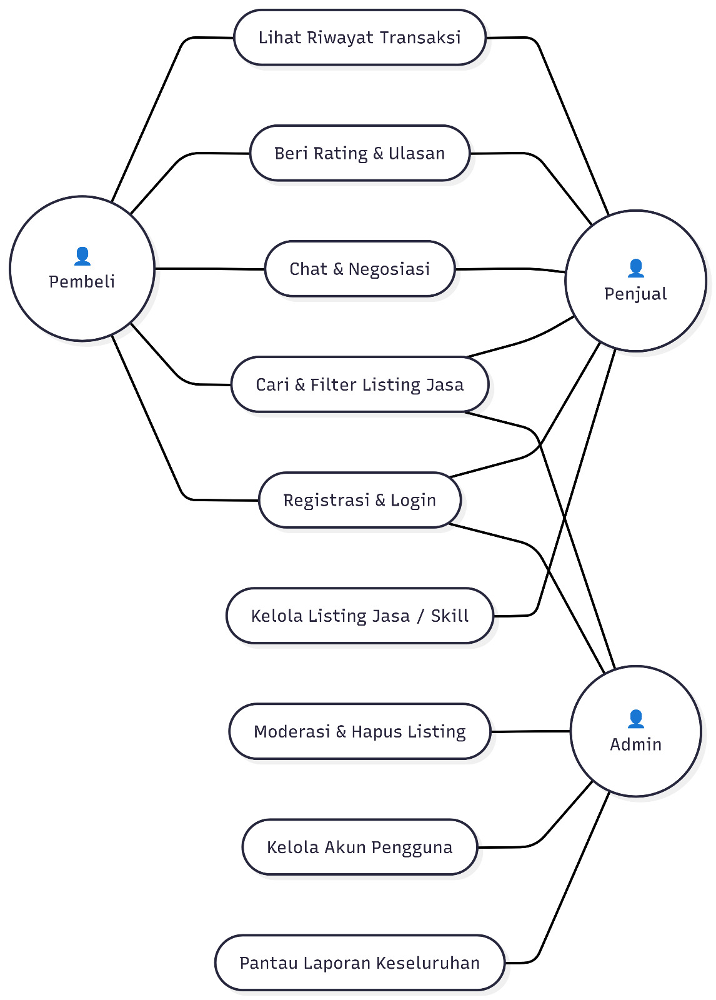 Lihat Riwayat Transaksi
Beri Rating & Ulasan
Pembeli
Chat & Negosiasi
Penjual
Cari & Filter Listing Jasa
Registrasi & Login
Kelola Listing Jasa / Skill
Moderasi & Hapus Listing
Admin
Kelola Akun Pengguna
Pantau Laporan Keseluruhan